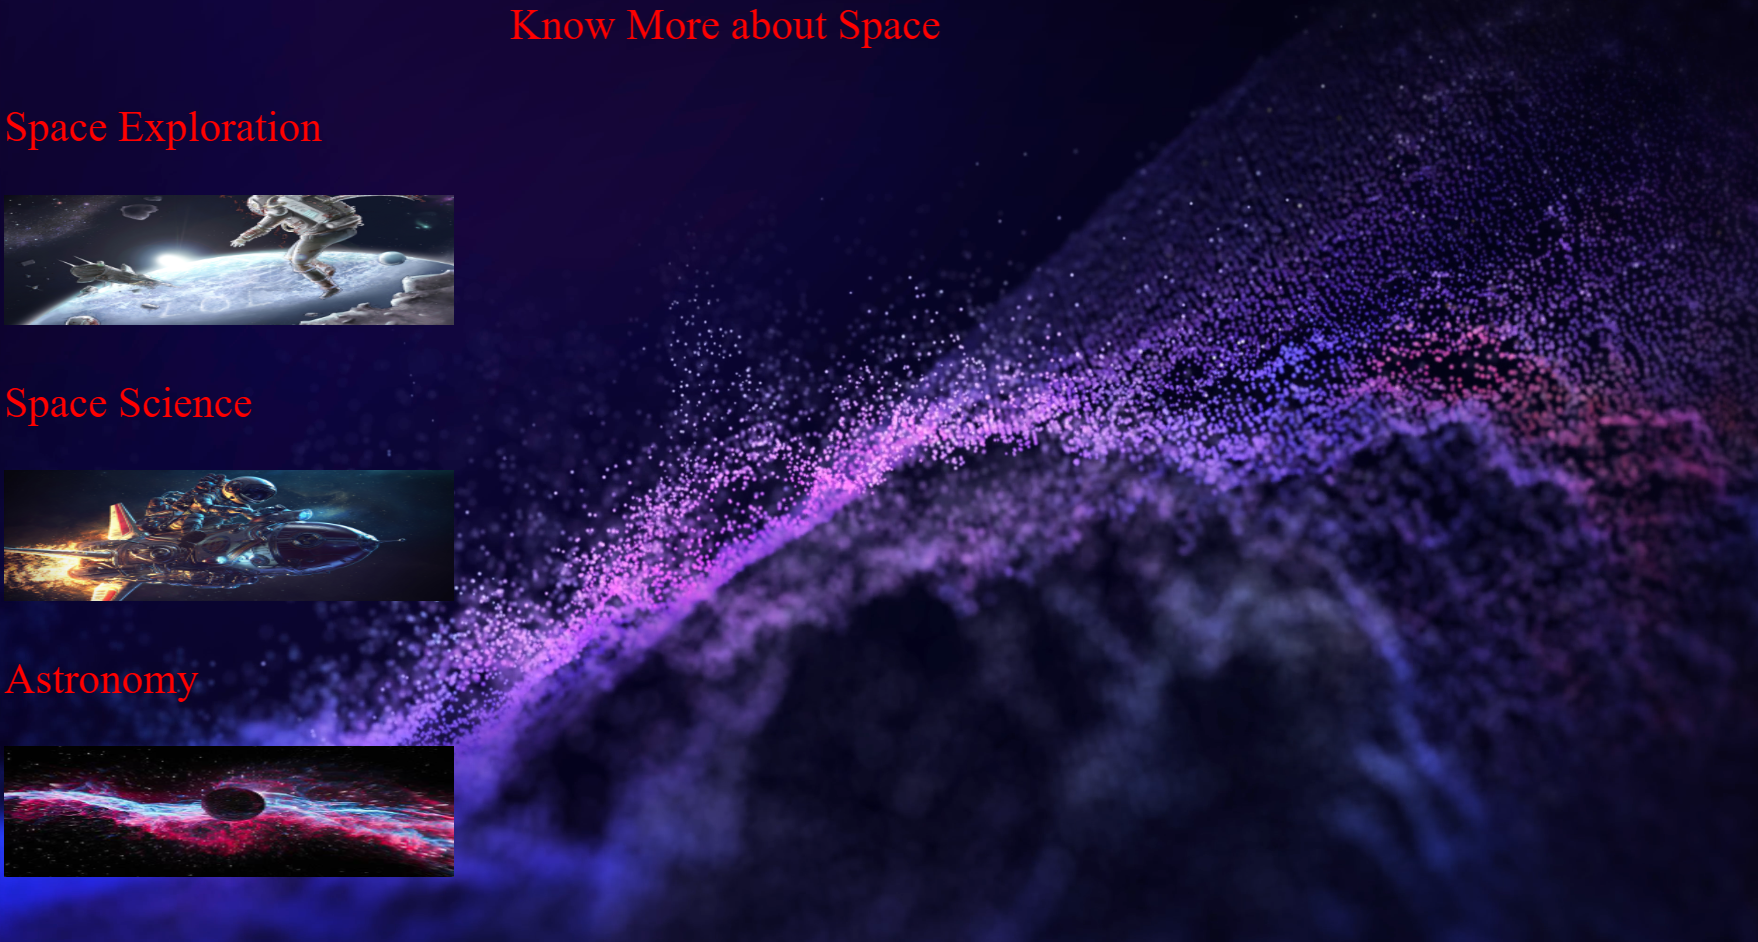 Know More about Space
Space Exploration
Space Science
Astronomy